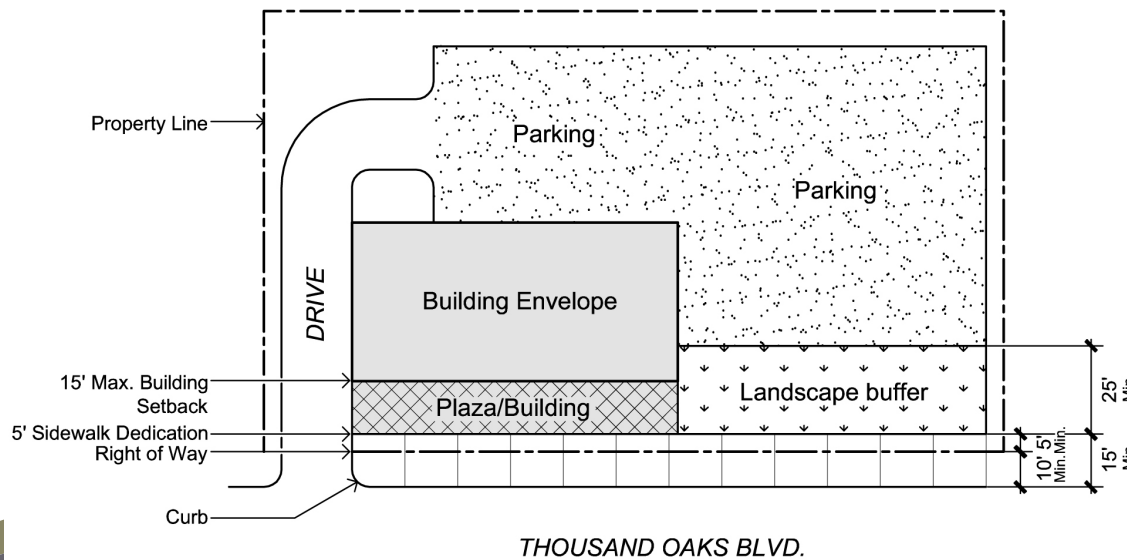 Parking
Property Line
Parking
DRIVE
Building Envelope
15' Max. Building
Setback
Plaza/Building
Landscape buffer
5' Sidewalk Dedication
Right of Way
Curb
25'
Min.
5'
Min.
10'
Min.
15'
THOUSAND OAKS BLVD.